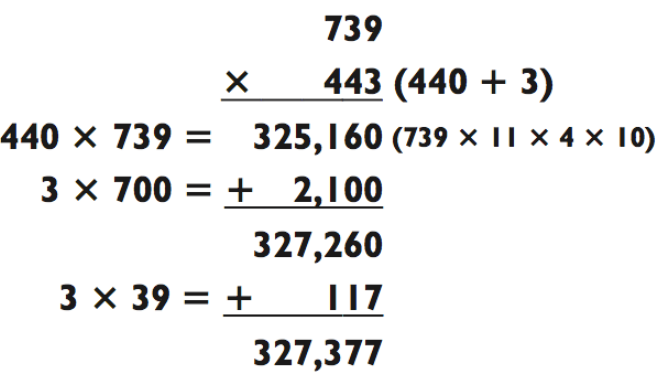 739
× 443 (440 + 3)
440 × 739 = 325,160 (739 × 11 × 4 × 10)
3 × 700 = + 2,100
327,260
3 × 39 = + 117
327,377